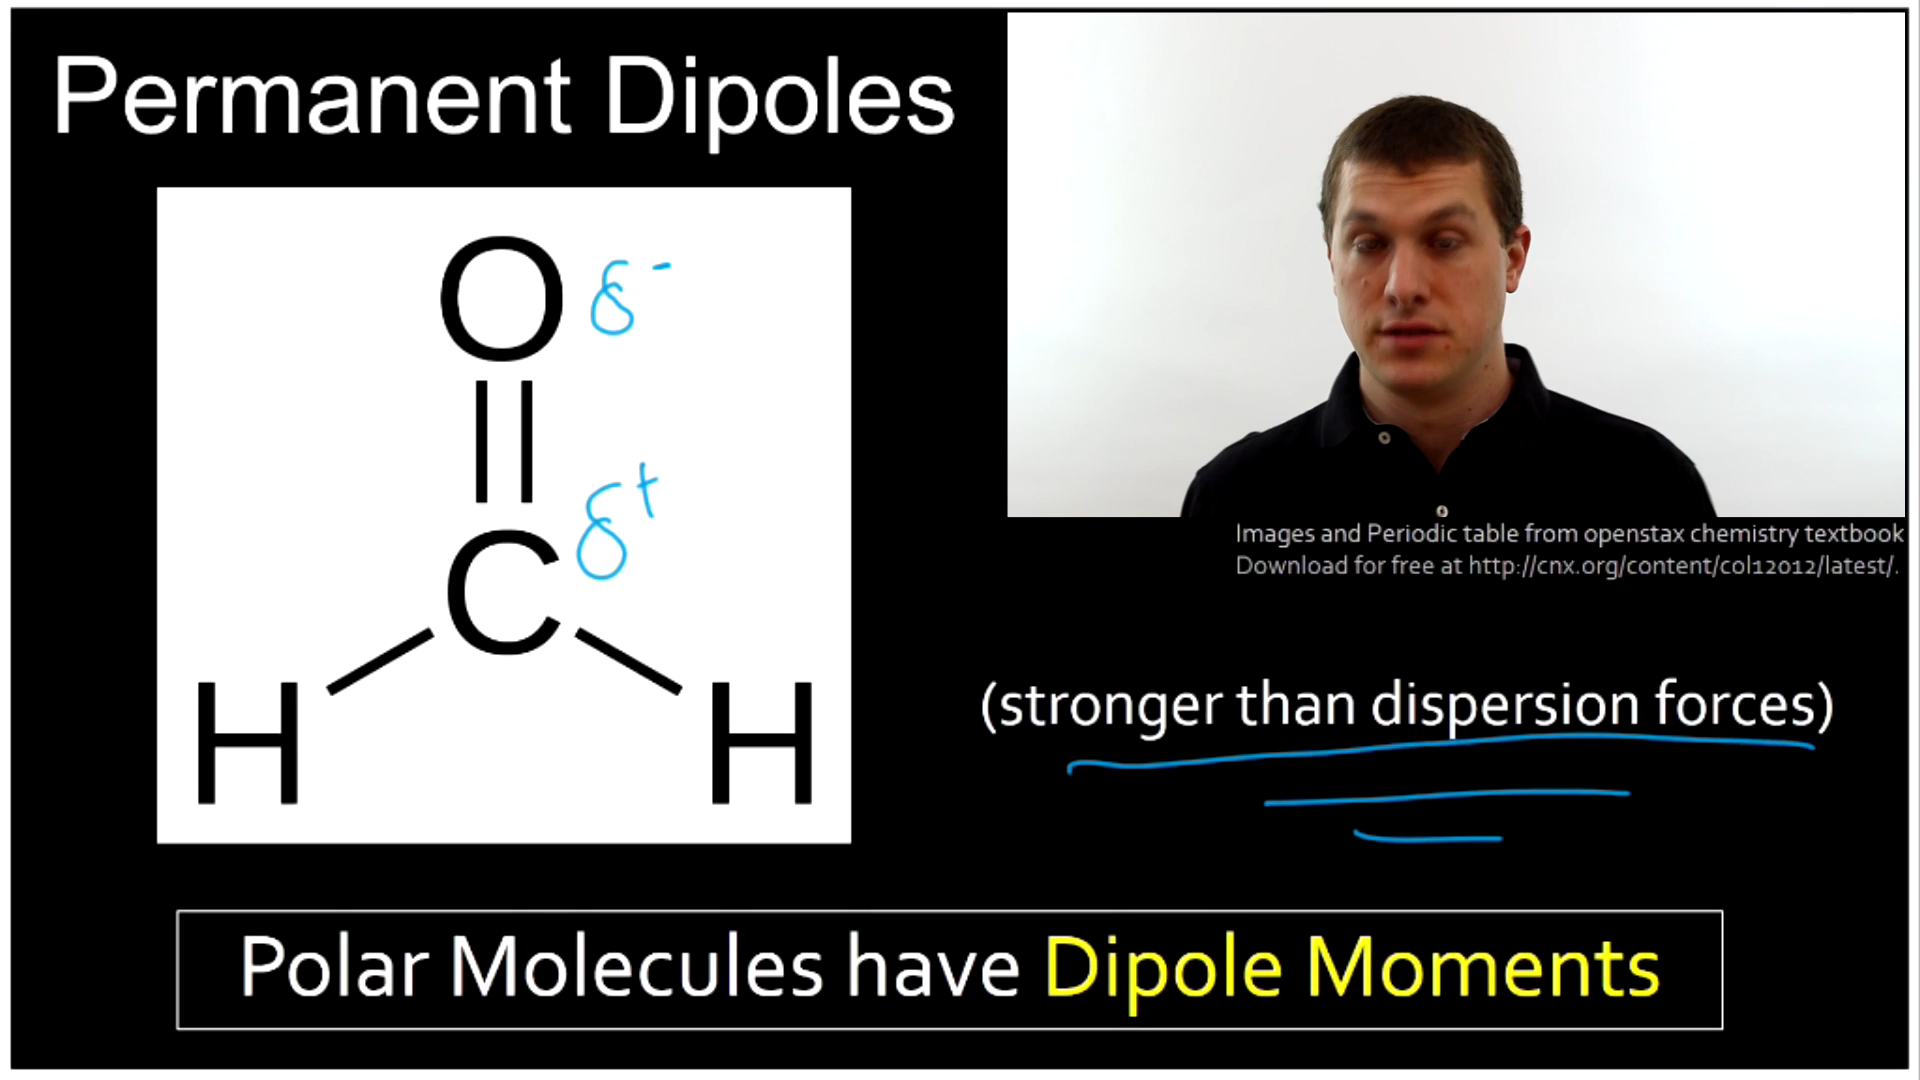 Permanent Dipoles
O δ-
C δ+
H H
Images and Periodic table from openstax chemistry textbook
Download for free at http://cnx.org/content/col12012/latest/.
(stronger than dispersion forces)
Polar Molecules have Dipole Moments